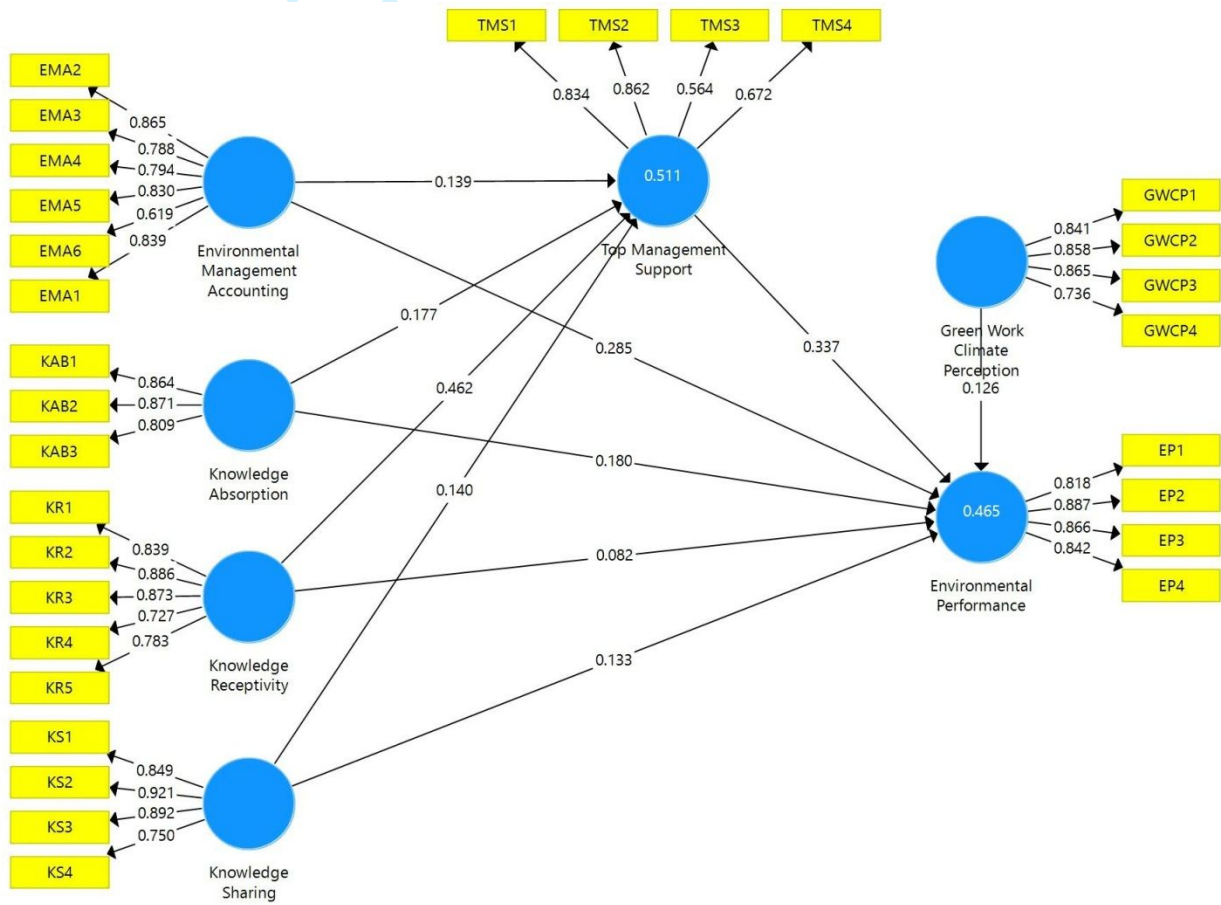 TMS1
TMS2
TMS3
TMS4
0.834
0.862
0.564
0.672
0.511
Top Management
Support
EMA2
EMA3
EMA4
EMA5
EMA6
EMA1
0.865
0.788
0.794
0.830
0.619
0.839
Environmental
Management
Accounting
0.139
0.177
0.462
0.140
0.285
0.337
GWCP1
GWCP2
GWCP3
GWCP4
0.841
0.858
0.865
0.736
Green Work
Climate
Perception
0.126
KAB1
KAB2
KAB3
0.864
0.871
0.809
Knowledge
Absorption
0.180
KR1
KR2
KR3
KR4
KR5
0.839
0.886
0.873
0.727
0.783
Knowledge
Receptivity
0.082
EP1
EP2
EP3
EP4
0.818
0.887
0.866
0.842
0.465
Environmental
Performance
KS1
KS2
KS3
KS4
0.849
0.921
0.892
0.750
Knowledge
Sharing
0.133